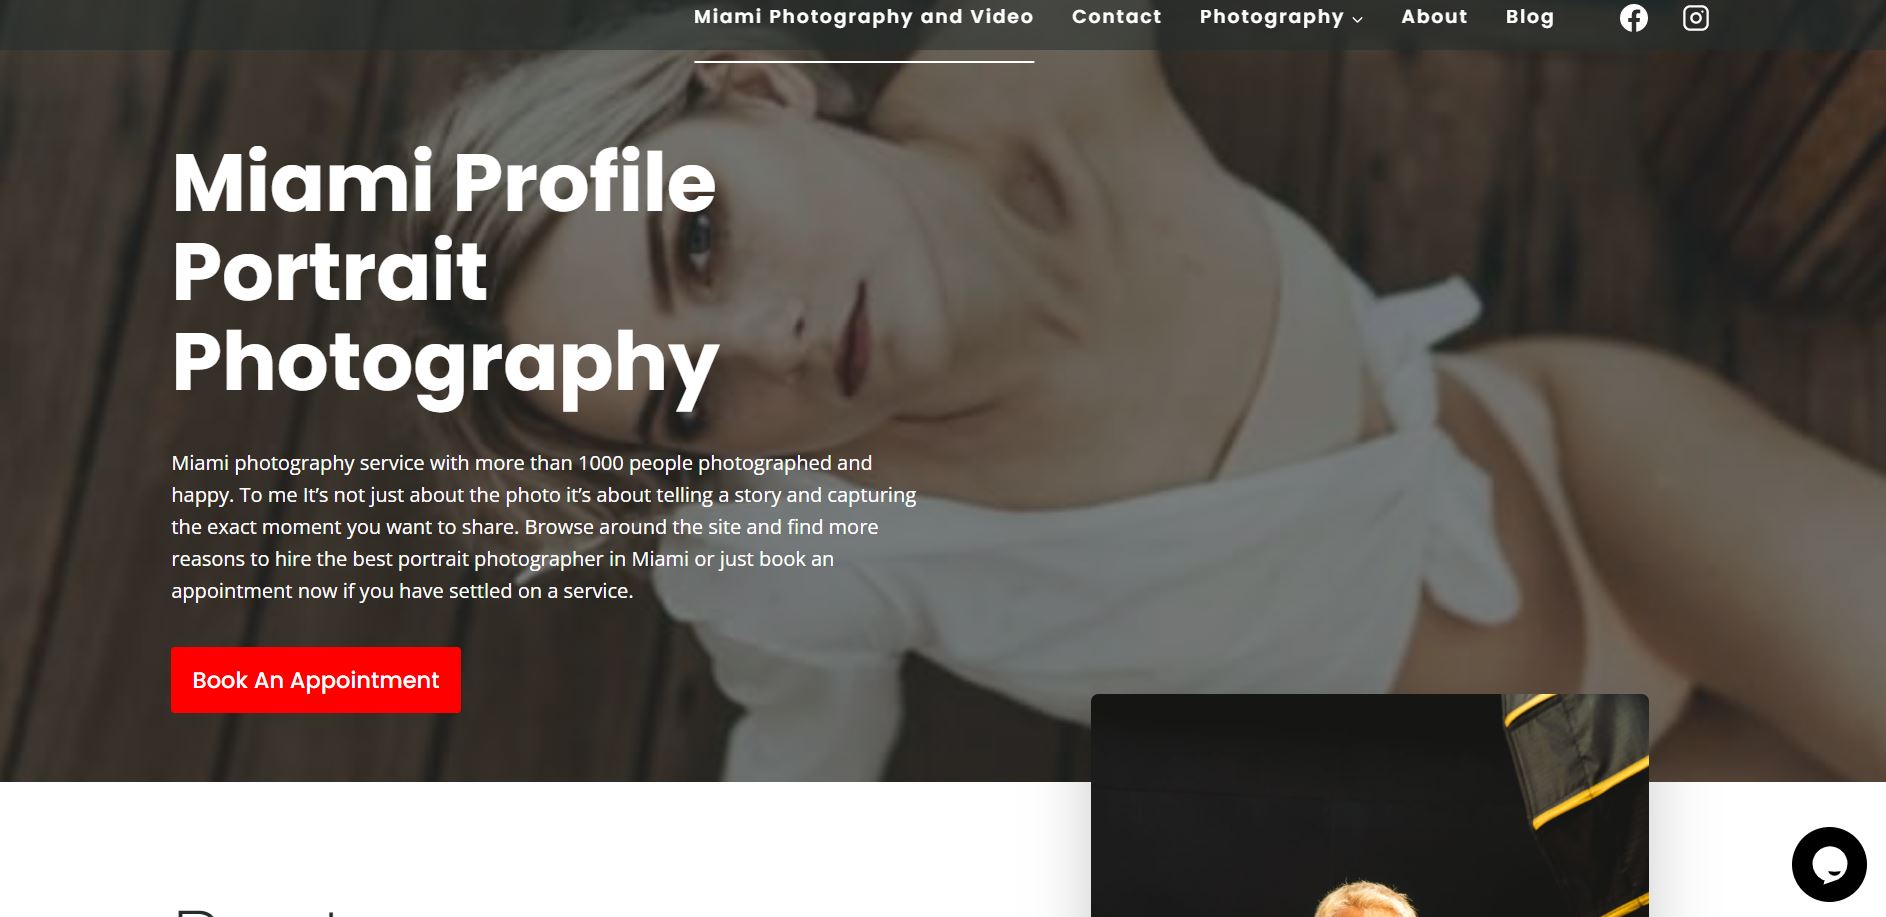 Miami Photography and Video Contact Photography About Blog
Miami Profile
Portrait
Photography
Miami photography service with more than 1000 people photographed and
happy. To me It’s not just about the photo it’s about telling a story and capturing
the exact moment you want to share. Browse around the site and find more
reasons to hire the best portrait photographer in Miami or just book an
appointment now if you have settled on a service.
Book An Appointment